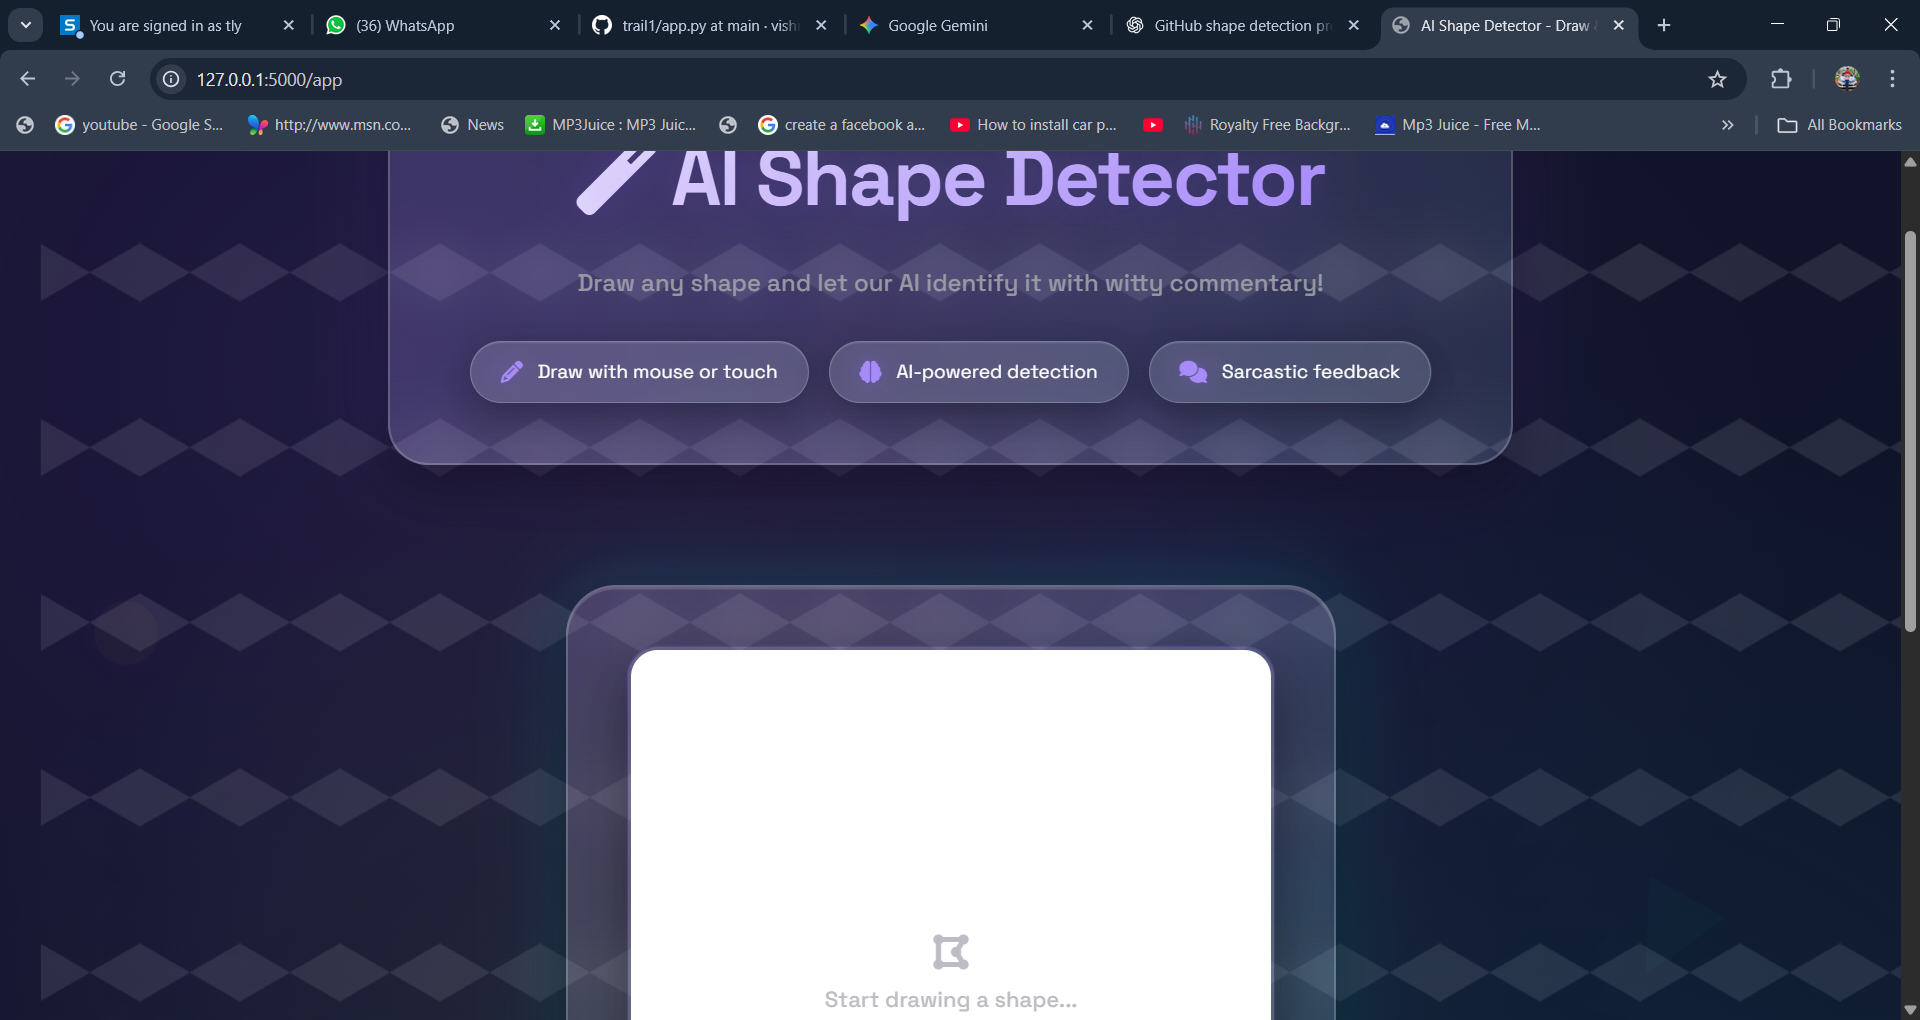 You are signed in as tly
(36) WhatsApp
trail1/app.py at main · vish
Google Gemini
GitHub shape detection pr
AI Shape Detector - Draw
127.0.0.1:5000/app
youtube - Google S...
http://www.msn.co...
News
MP3Juice : MP3 Juic...
create a facebook a...
How to install car p...
Royalty Free Backgr...
Mp3 Juice - Free M...
All Bookmarks
AI Shape Detector
Draw any shape and let our AI identify it with witty commentary!
Draw with mouse or touch
AI-powered detection
Sarcastic feedback
Start drawing a shape...